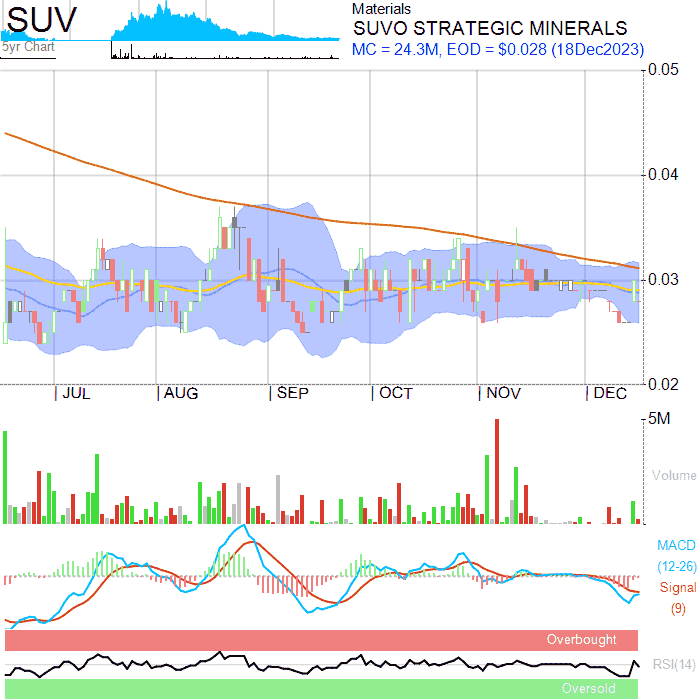 SUV
5yr Chart
Materials
SUVO STRATEGIC MINERALS
MC = 24.3M, EOD = $0.028 (18Dec2023)
0.05
0.04
0.03
0.02
JUL AUG SEP OCT NOV DEC
5M
Volume
MACD
(12-26)
Signal
(9)
Overbought
RSI(14)
Oversold